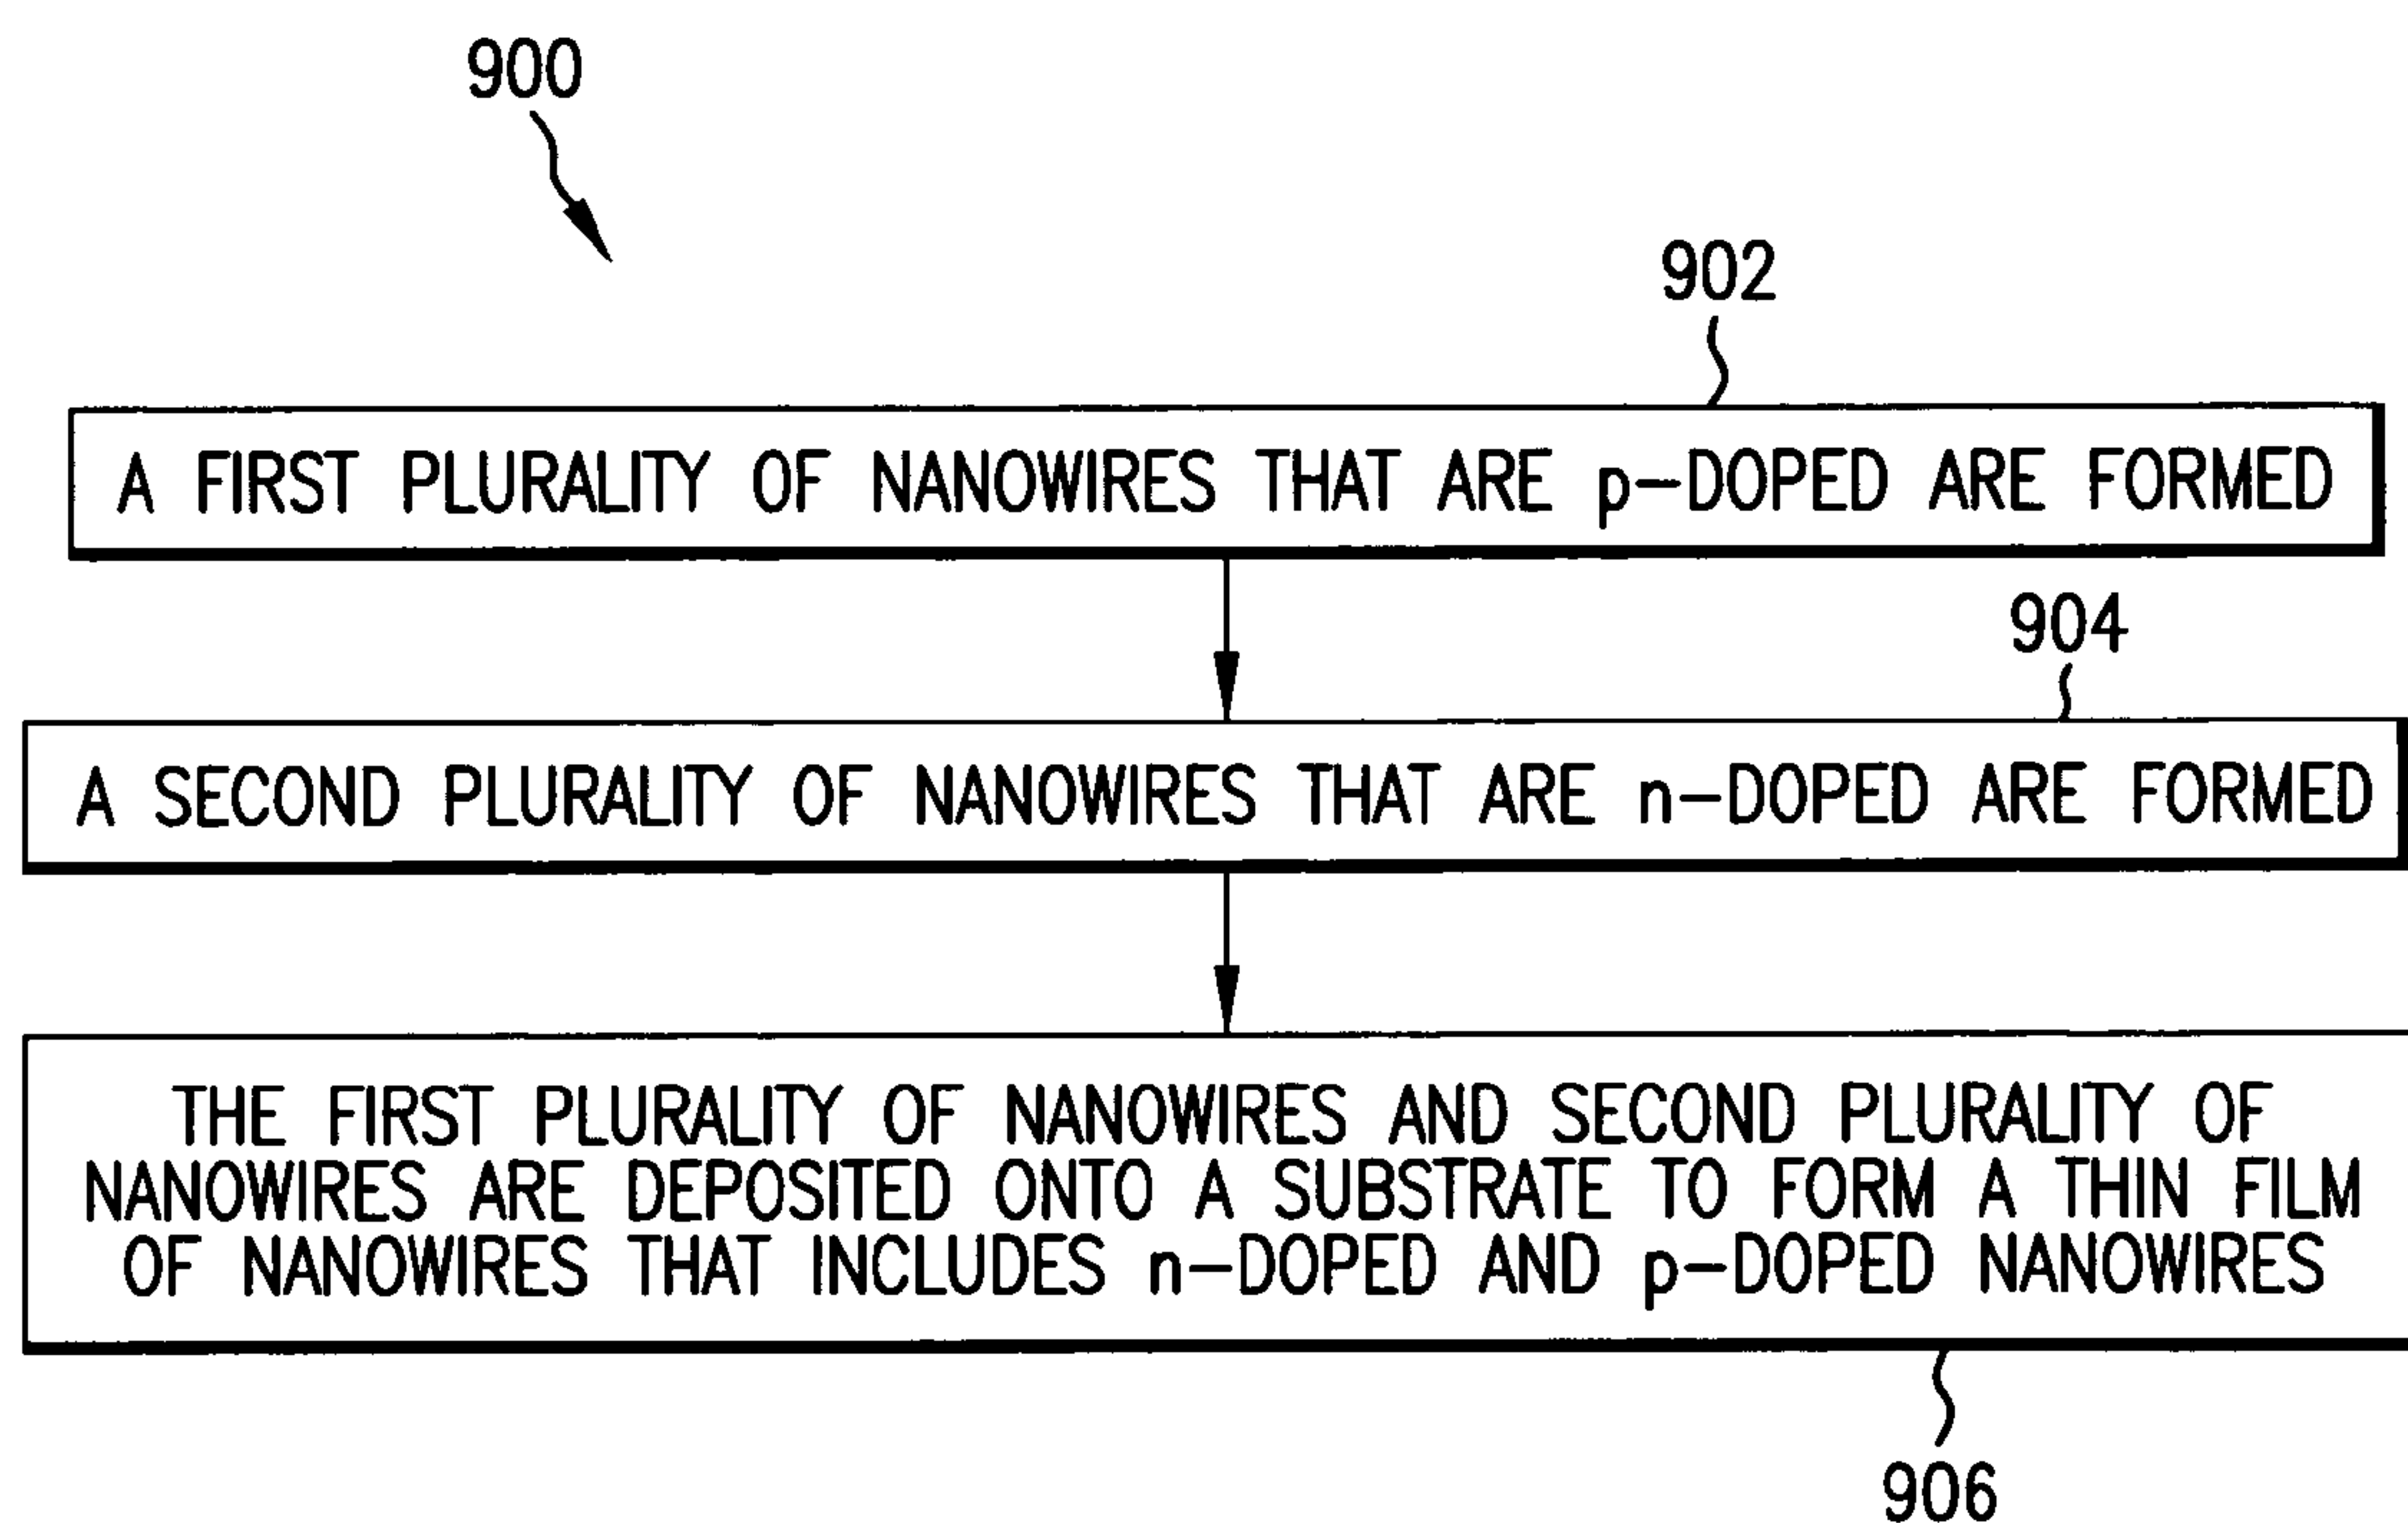 900
902
A FIRST PLURALITY OF NANOWIRES THAT ARE p-DOPED ARE FORMED
904
A SECOND PLURALITY OF NANOWIRES THAT ARE n-DOPED ARE FORMED
THE FIRST PLURALITY OF NANOWIRES AND SECOND PLURALITY OF
NANOWIRES ARE DEPOSITED ONTO A SUBSTRATE TO FORM A THIN FILM
OF NANOWIRES THAT INCLUDES n-DOPED AND p-DOPED NANOWIRES
906